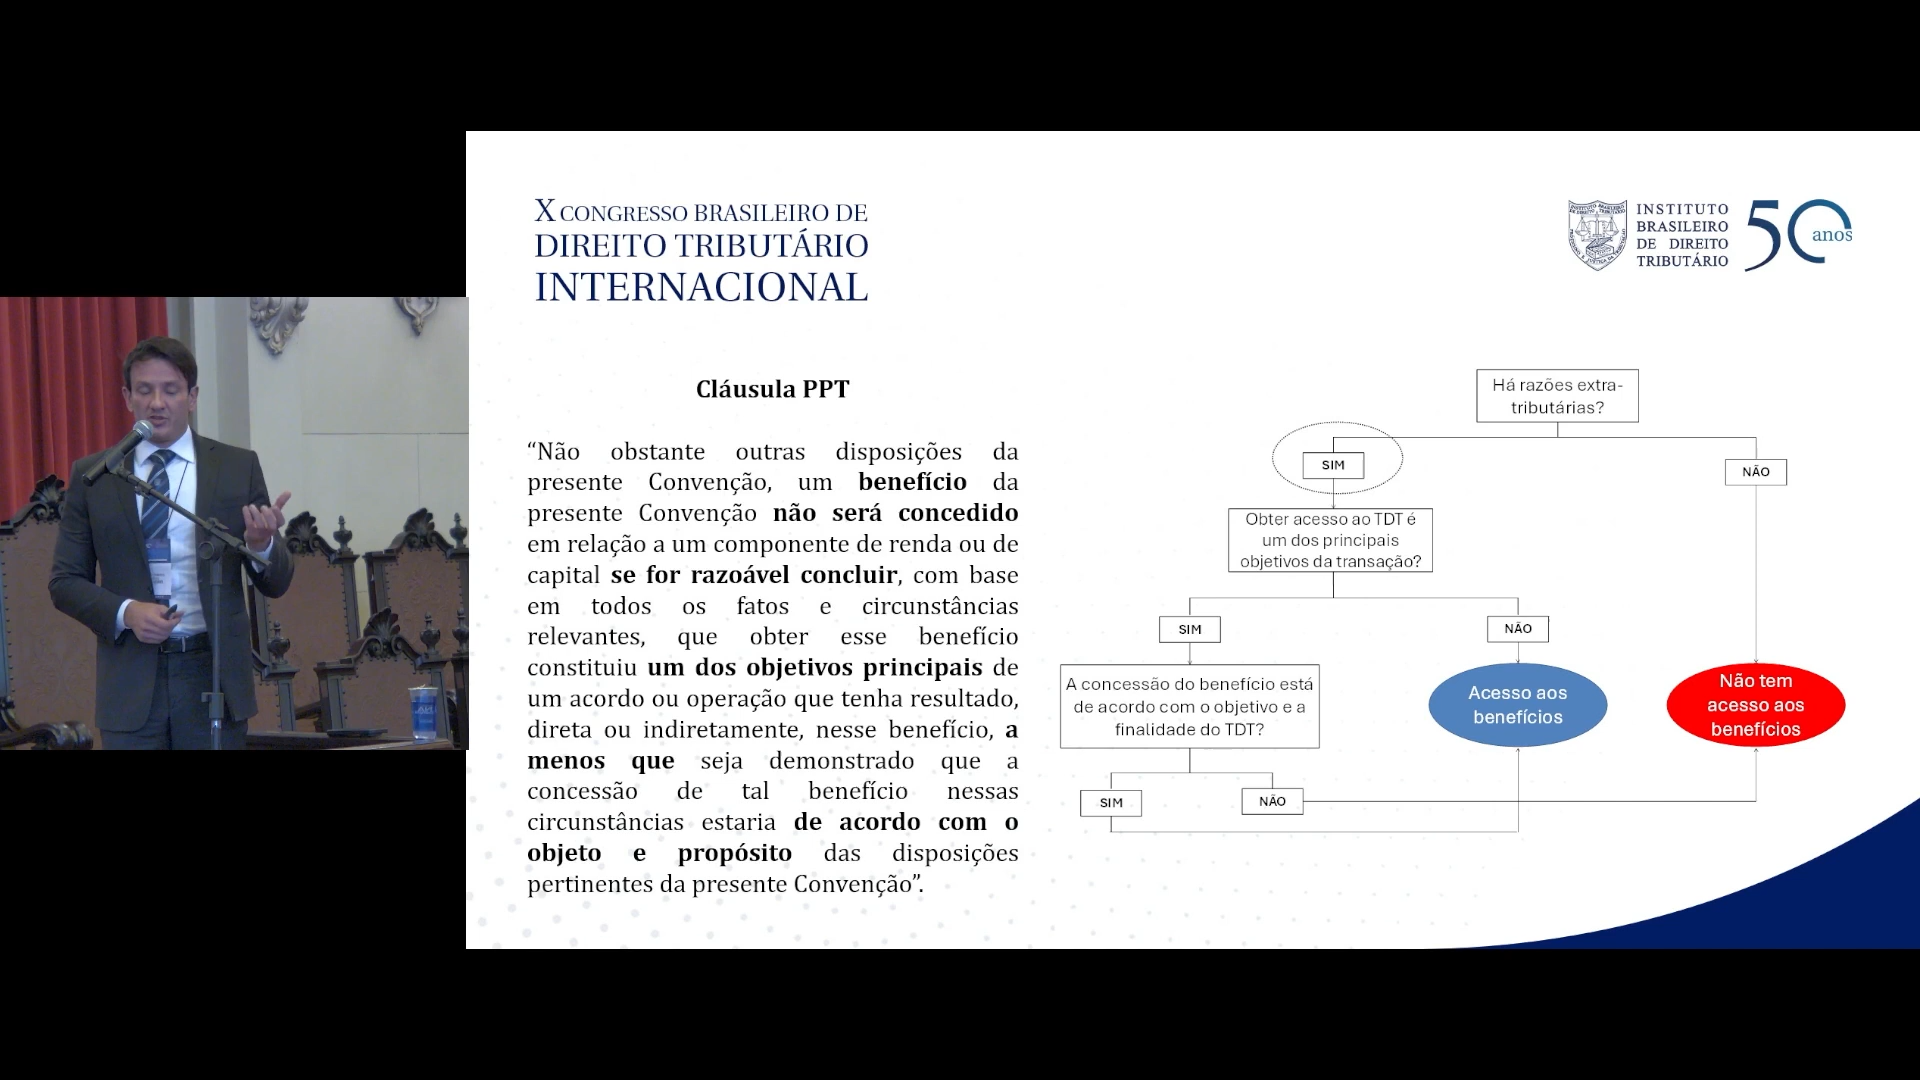 X CONGRESSO BRASILEIRO DE
DIREITO TRIBUTÁRIO
INTERNACIONAL
INSTITUTO
BRASILEIRO
DE DIREITO
TRIBUTÁRIO
50 anos
Cláusula PPT
“Não obstante outras disposições da
presente Convenção, um benefício da
presente Convenção não será concedido
em relação a um componente de renda ou de
capital se for razoável concluir, com base
em todos os fatos e circunstâncias
relevantes, que obter esse benefício
constituiu um dos objetivos principais de
um acordo ou operação que tenha resultado,
direta ou indiretamente, nesse benefício, a
menos que seja demonstrado que a
concessão de tal benefício nessas
circunstâncias estaria de acordo com o
objeto e propósito das disposições
pertinentes da presente Convenção”.
Há razões extra-
tributárias?
SIM
NÃO
Obter acesso ao TDT é
um dos principais
objetivos da transação?
SIM
NÃO
A concessão do benefício está
de acordo com o objetivo e a
finalidade do TDT?
Acesso aos
benefícios
Não tem
acesso aos
benefícios
SIM
NÃO